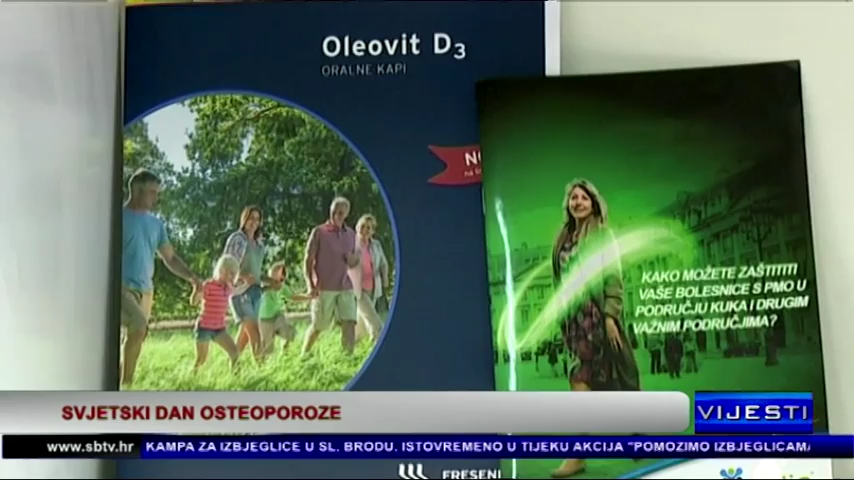 Oleovit D3
ORALNE KAPI
KAKO MOŽETE ZAŠTITITI
VAŠE BOLESNICE S PMO U
PODRUČJU KUKA I DRUGIM
VAŽNIM PODRUČJIMA?
SVJETSKI DAN OSTEOPOROZE
VIJESTI
www.sbtv.hr KAMPA ZA IZBJEGLICE U SL. BRODU. ISTOVREMENO U TIJEKU AKCIJA "POMOZIMO IZBJEGLICAMA
FRESENI